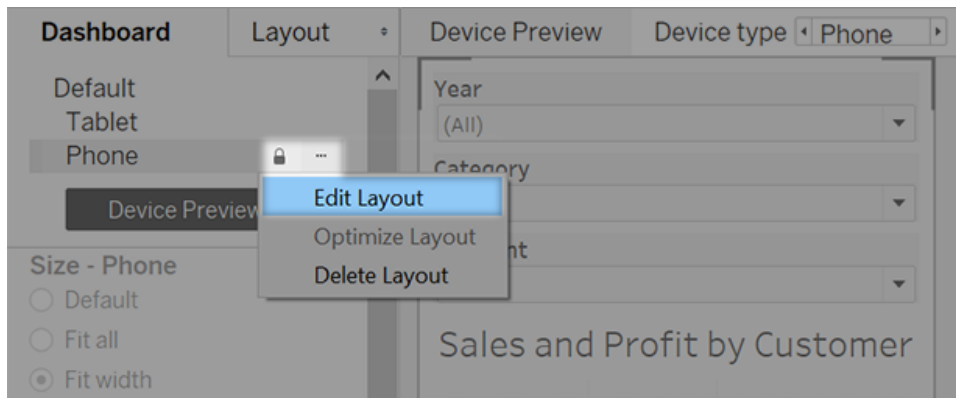 Dashboard Layout Device Preview Device type Phone
Default
Tablet
Phone
Device Preview
Edit Layout
Optimize Layout
Delete Layout
Size - Phone
Default
Fit all
Fit width
Year
(All)
Category
Sales and Profit by Customer